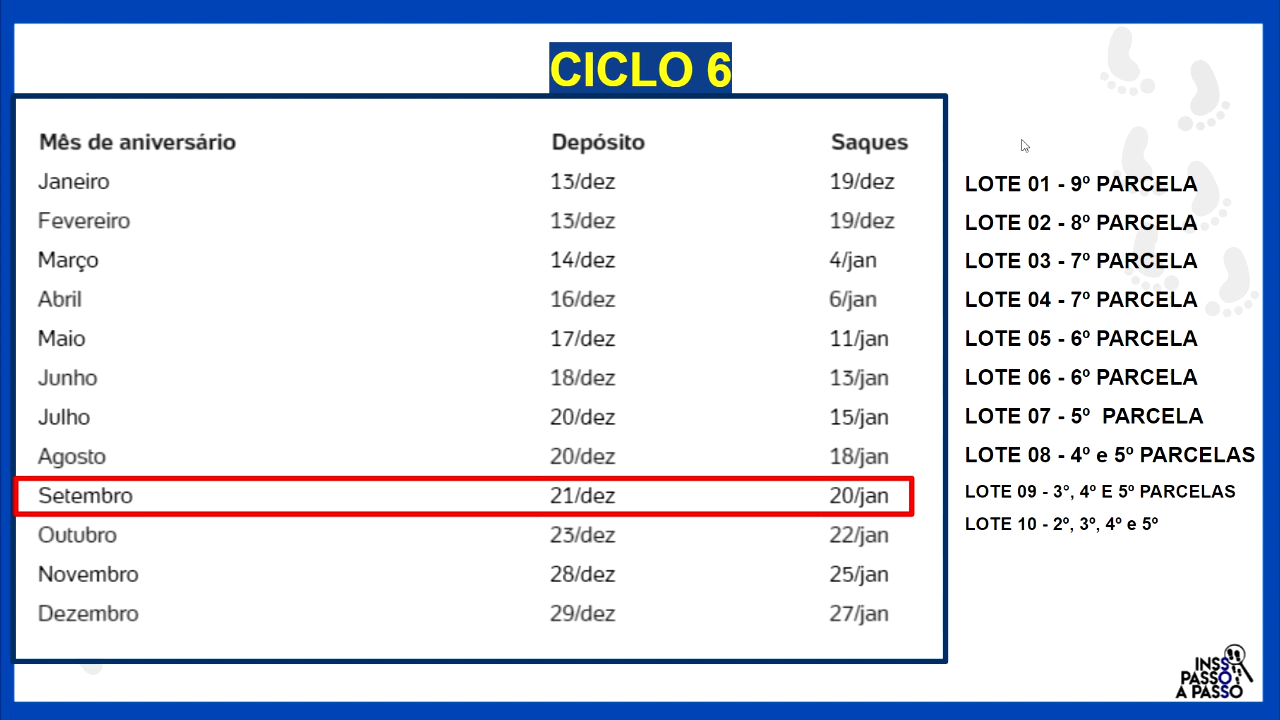 CICLO 6
Mês de aniversário Depósito Saques
Janeiro 13/dez 19/dez
Fevereiro 13/dez 19/dez
Março 14/dez 4/jan
Abril 16/dez 6/jan
Maio 17/dez 11/jan
Junho 18/dez 13/jan
Julho 20/dez 15/jan
Agosto 20/dez 18/jan
Setembro 21/dez 20/jan
Outubro 23/dez 22/jan
Novembro 28/dez 25/jan
Dezembro 29/dez 27/jan
LOTE 01 - 9º PARCELA
LOTE 02 - 8º PARCELA
LOTE 03 - 7º PARCELA
LOTE 04 - 7º PARCELA
LOTE 05 - 6º PARCELA
LOTE 06 - 6º PARCELA
LOTE 07 - 5º  PARCELA
LOTE 08 - 4º e 5º PARCELAS
LOTE 09 - 3°, 4º E 5º PARCELAS
LOTE 10 - 2º, 3º, 4º e 5º
INSS
PASSO
A PASSO